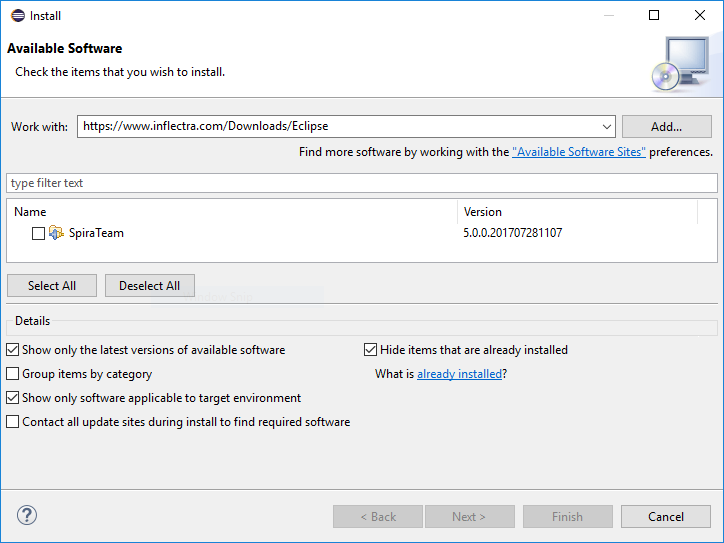 Install
Available Software
Check the items that you wish to install.
Work with: https://www.inflectra.com/Downloads/Eclipse Add...
Find more software by working with the "Available Software Sites" preferences.
type filter text
Name Version
SpiraTeam 5.0.0.201707281107
Select All Deselect All
Details
Show only the latest versions of available software Hide items that are already installed
Group items by category What is already installed?
Show only software applicable to target environment
Contact all update sites during install to find required software
? < Back Next > Finish Cancel